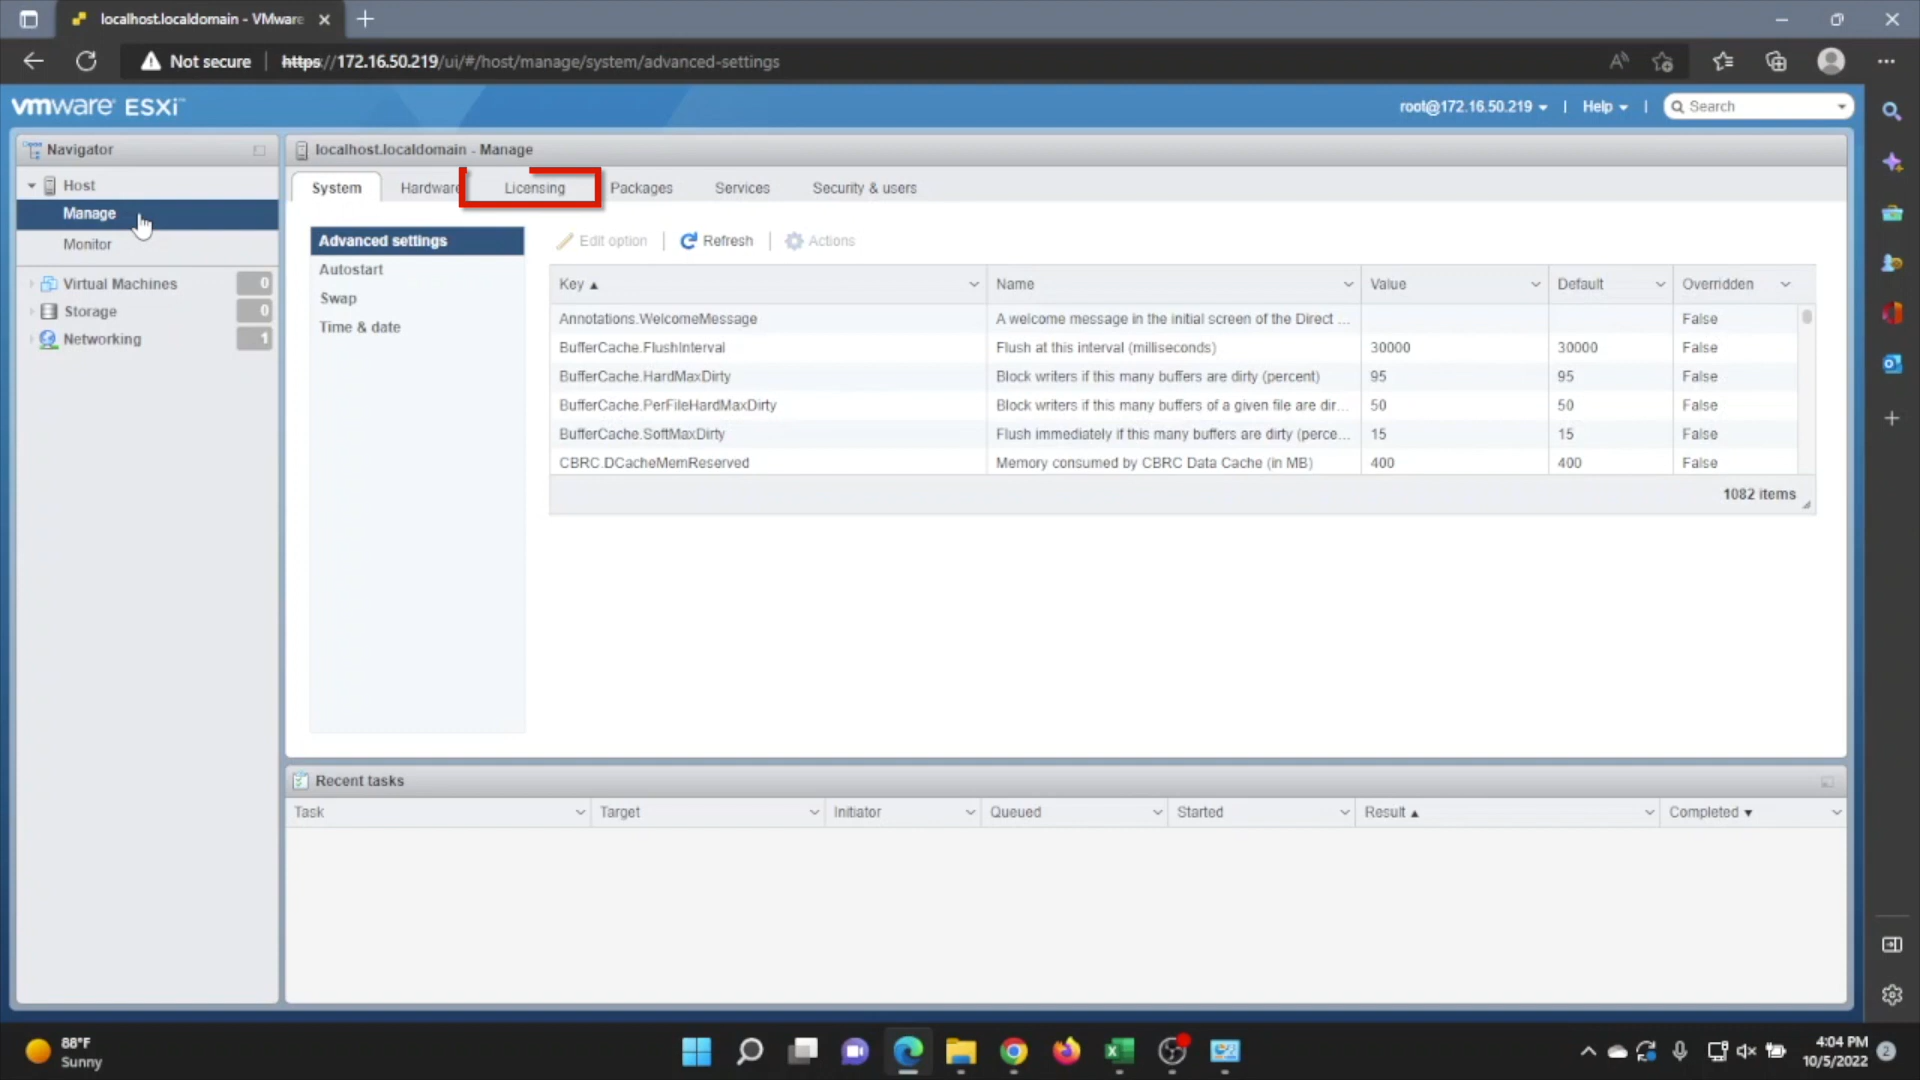 localhost.localdomain - VMware
Not secure
https://172.16.50.219/ui/#/host/manage/system/advanced-settings
vmware ESXi™
root@172.16.50.219
Help
Search
Navigator
localhost.localdomain - Manage
Host
Manage
Monitor
Virtual Machines 0
Storage 0
Networking 1
System
Hardware
Licensing
Packages
Services
Security & users
Advanced settings
Autostart
Swap
Time & date
Edit option
Refresh
Actions
Key Name Value Default Overridden
Annotations.WelcomeMessage A welcome message in the initial screen of the Direct ... False
BufferCache.FlushInterval Flush at this interval (milliseconds) 30000 30000 False
BufferCache.HardMaxDirty Block writers if this many buffers are dirty (percent) 95 95 False
BufferCache.PerFileHardMaxDirty Block writers if this many buffers of a given file are dir... 50 50 False
BufferCache.SoftMaxDirty Flush immediately if this many buffers are dirty (perce... 15 15 False
CBRC.DCacheMemReserved Memory consumed by CBRC Data Cache (in MB) 400 400 False
1082 items
Recent tasks
Task Target Initiator Queued Started Result Completed
88°F
Sunny
4:04 PM
10/5/2022
2